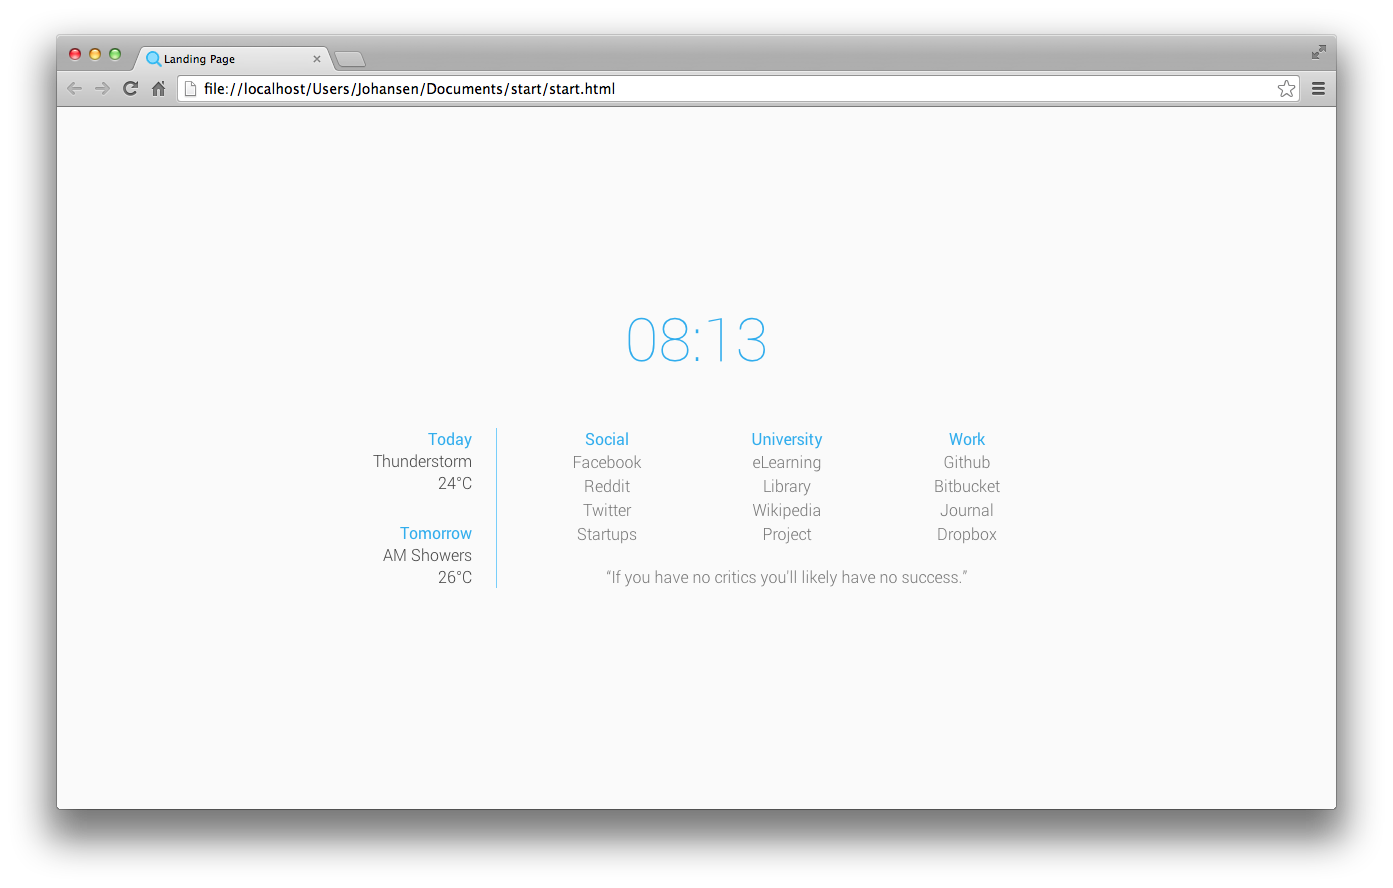 Landing Page
file://localhost/Users/Johansen/Documents/start/start.html
08:13
Today
Thunderstorm
24°C
Tomorrow
AM Showers
26°C
Social
Facebook
Reddit
Twitter
Startups
University
eLearning
Library
Wikipedia
Project
Work
Github
Bitbucket
Journal
Dropbox
“If you have no critics you'll likely have no success.”